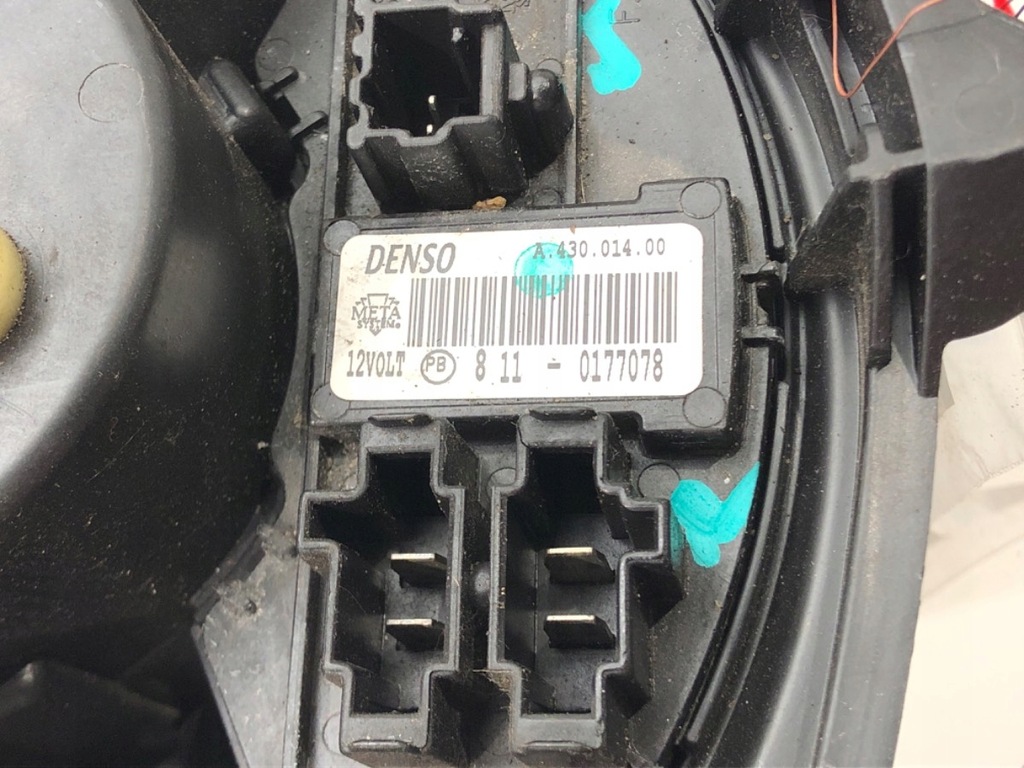 DENSO A.430.014.00
META
SYSTEM®
12VOLT PB 8 11 - 0177078